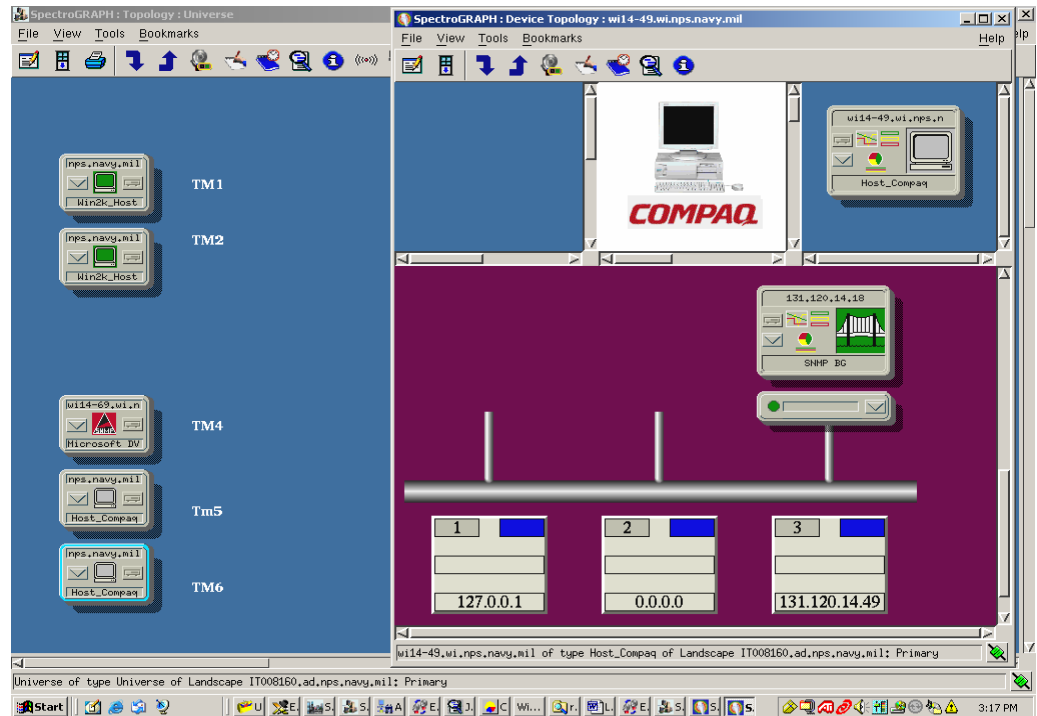 SpectroGRAPH : Topology : Universe
File View Tools Bookmarks
nps.navy.mil
Win2k_Host
TM1
nps.navy.mil
Win2k_Host
TM2
wi14-69.wi.n
Microsoft DV
TM4
nps.navy.mil
Host_Compaq
Tm5
nps.navy.mil
Host_Compaq
TM6
Universe of type Universe of Landscape IT008160.ad.nps.navy.mil: Primary
SpectroGRAPH : Device Topology : wi14-49.wi.nps.navy.mil
File View Tools Bookmarks Help
COMPAQ
wi14-49.wi.nps.n
Host_Compaq
131.120.14.18
SNMP BG
1
127.0.0.1
2
0.0.0.0
3
131.120.14.49
wi14-49.wi.nps.navy.mil of type Host_Compaq of Landscape IT008160.ad.nps.navy.mil: Primary
Start U E. S. S. A E. J. C Wi... r. L. E. S. S. S. 3:17 PM